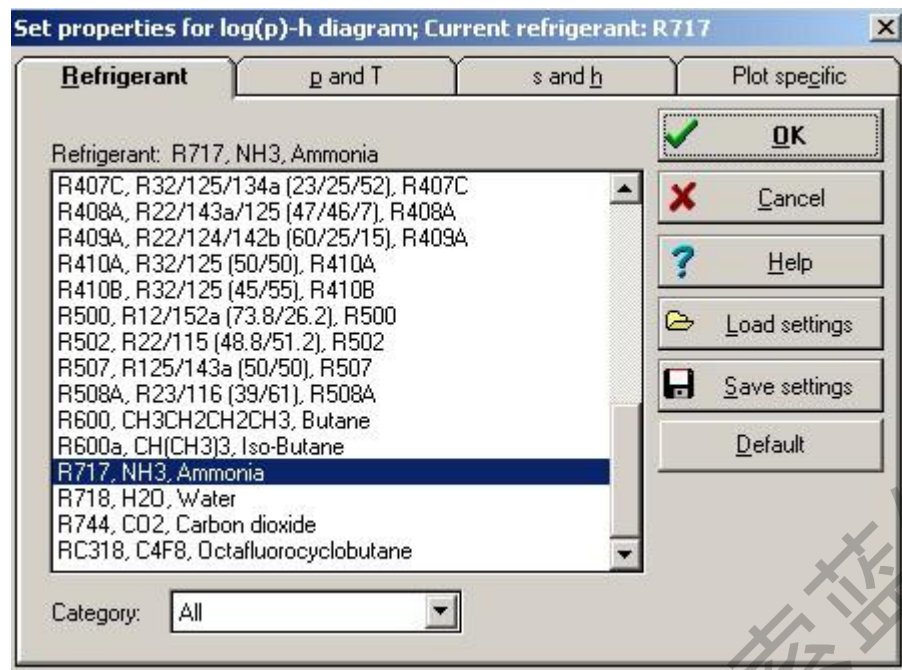 Set properties for log(p)-h diagram; Current refrigerant: R717
Refrigerant
p and T
s and h
Plot specific
Refrigerant: R717, NH3, Ammonia
R407C, R32/125/134a (23/25/52), R407C
R408A, R22/143a/125 (47/46/7), R408A
R409A, R22/124/142b (60/25/15), R409A
R410A, R32/125 (50/50), R410A
R410B, R32/125 (45/55), R410B
R500, R12/152a (73.8/26.2), R500
R502, R22/115 (48.8/51.2), R502
R507, R125/143a (50/50), R507
R508A, R23/116 (39/61), R508A
R600, CH3CH2CH2CH3, Butane
R600a, CH(CH3)3, Iso-Butane
R717, NH3, Ammonia
R718, H2O, Water
R744, CO2, Carbon dioxide
RC318, C4F8, Octafluorocyclobutane
Category: All
OK
Cancel
Help
Load settings
Save settings
Default